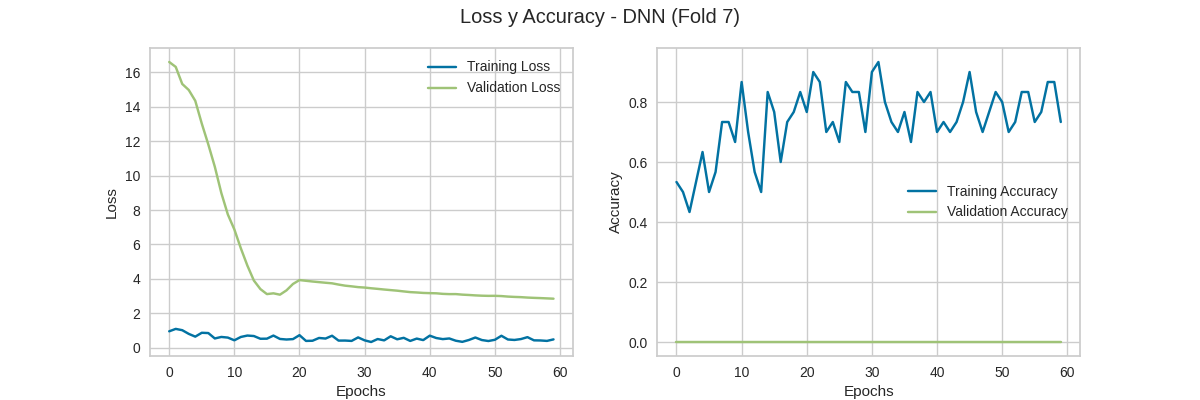 Loss y Accuracy - DNN (Fold 7)
Loss
16
14
12
10
8
6
4
2
0
Training Loss
Validation Loss
0 10 20 30 40 50 60
Epochs
Accuracy
0.8
0.6
0.4
0.2
0.0
Training Accuracy
Validation Accuracy
0 10 20 30 40 50 60
Epochs